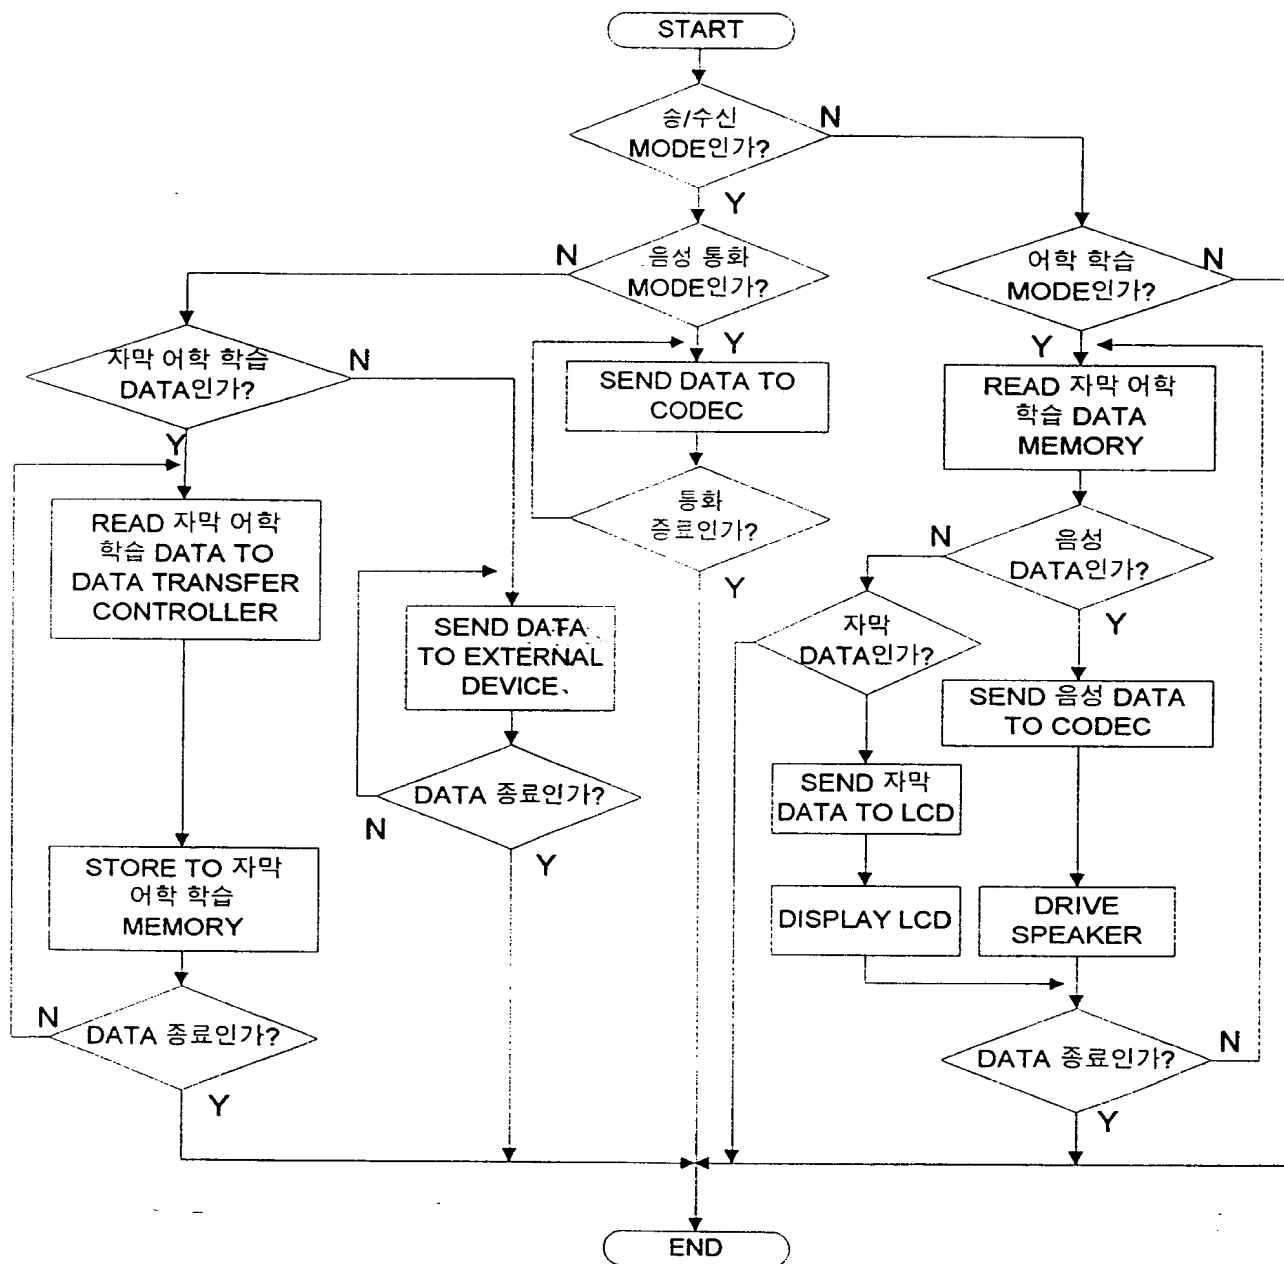 START
송/수신
MODE인가?
N
Y
음성 통화
MODE인가?
N
Y
어학 학습
MODE인가?
N
Y
자막 어학 학습
DATA인가?
N
Y
SEND DATA TO
CODEC
READ 자막 어학
학습 DATA
MEMORY
통화
종료인가?
Y
READ 자막 어학
학습 DATA TO
DATA TRANSFER
CONTROLLER
음성
DATA인가?
N
Y
SEND DATA
TO EXTERNAL
DEVICE
자막
DATA인가?
SEND 음성 DATA
TO CODEC
DATA 종료인가?
N
Y
SEND 자막
DATA TO LCD
STORE TO 자막
어학 학습
MEMORY
DISPLAY LCD
DRIVE
SPEAKER
DATA 종료인가?
N
Y
DATA 종료인가?
N
Y
END